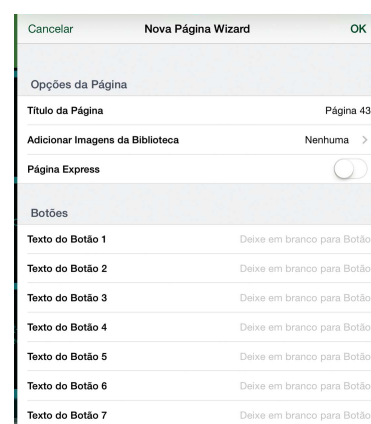 Cancelar Nova Página Wizard OK
Opções da Página
Título da Página Página 43
Adicionar Imagens da Biblioteca Nenhuma
Página Express
Botões
Texto do Botão 1 Deixe em branco para Botão
Texto do Botão 2 Deixe em branco para Botão
Texto do Botão 3 Deixe em branco para Botão
Texto do Botão 4 Deixe em branco para Botão
Texto do Botão 5 Deixe em branco para Botão
Texto do Botão 6 Deixe em branco para Botão
Texto do Botão 7 Deixe em branco para Botão